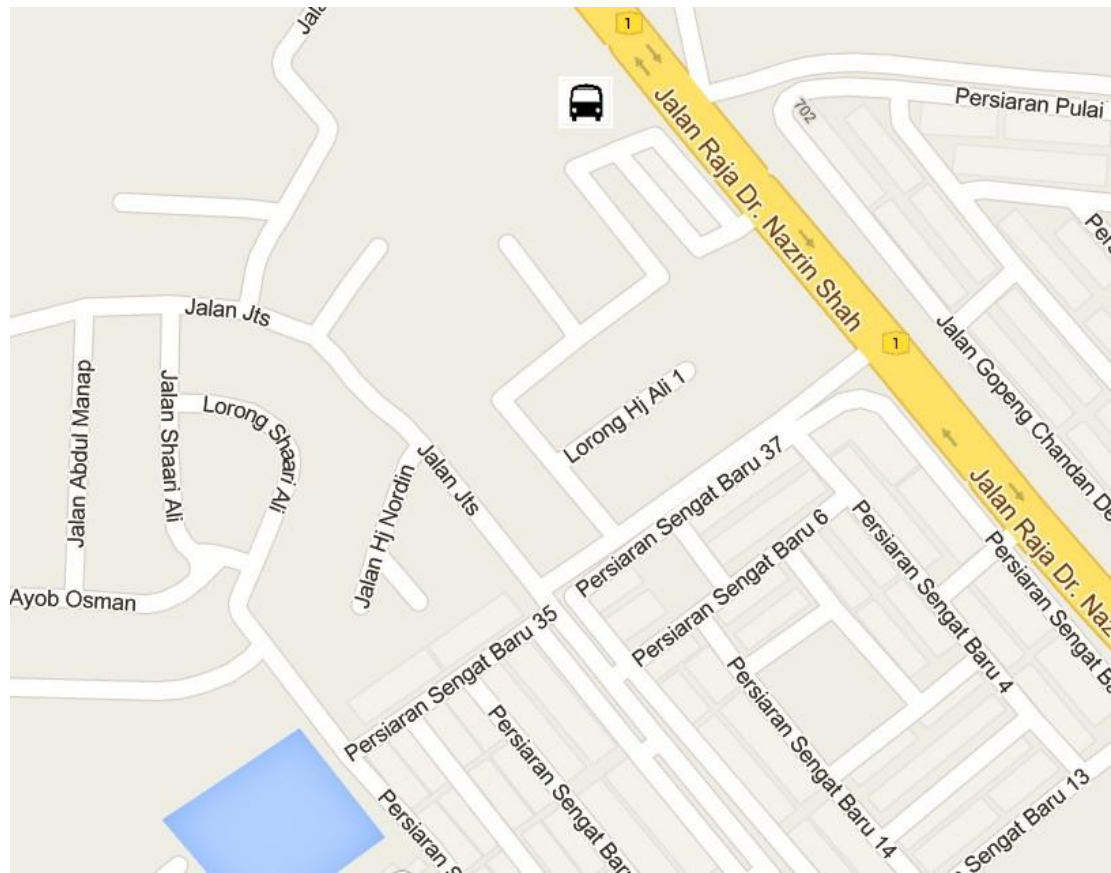 Jala
1
Jalan Raja Dr. Nazrin Shah
702
Persiaran Pulai
Pers
Jalan Jts
1
Jalan Gopeng Chandan De
Jalan Abdul Manap
Jalan Shaari Ali
Lorong Shaari Ali
Lorong Hj Ali 1
Jalan Hj Nordin
Jalan Jts
Persiaran Sengat Baru 37
Persiaran Sengat Baru 6
Jalan Raja Dr. Naz
Ayob Osman
Persiaran Sengat Baru 35
Persiaran Sengat Baru 4
Persiaran Sengat Ba
Persiaran Sengat Baru
Persiaran Sengat Baru 14
Persiaran S
Sengat Baru 13